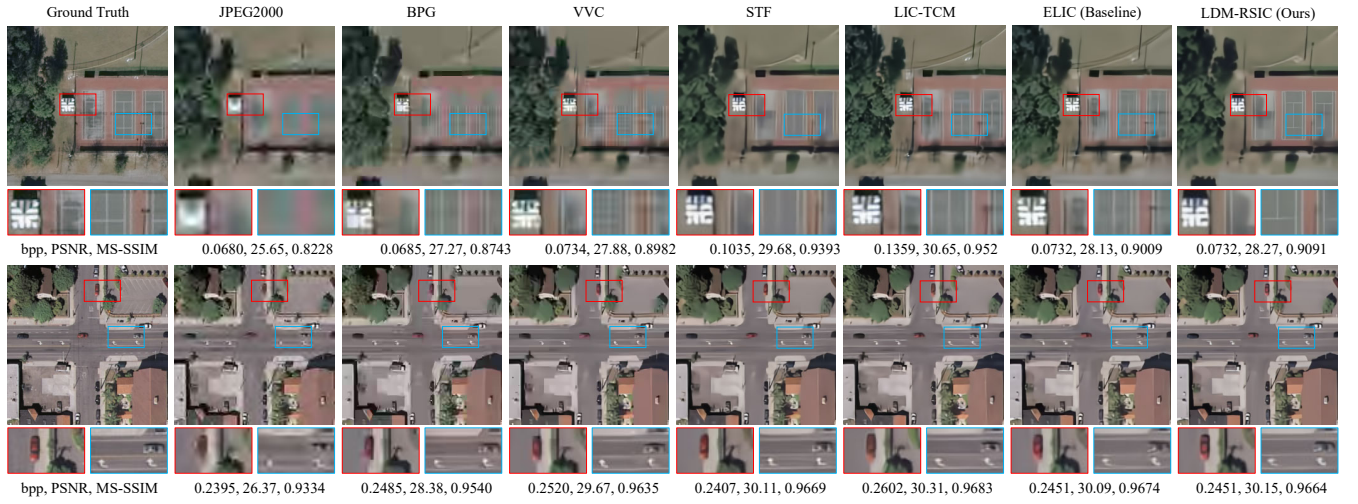 Ground Truth JPEG2000 BPG VVC STF LIC-TCM ELIC (Baseline) LDM-RSIC (Ours)
bpp, PSNR, MS-SSIM 0.0680, 25.65, 0.8228 0.0685, 27.27, 0.8743 0.0734, 27.88, 0.8982 0.1035, 29.68, 0.9393 0.1359, 30.65, 0.952 0.0732, 28.13, 0.9009 0.0732, 28.27, 0.9091
bpp, PSNR, MS-SSIM 0.2395, 26.37, 0.9334 0.2485, 28.38, 0.9540 0.2520, 29.67, 0.9635 0.2407, 30.11, 0.9669 0.2602, 30.31, 0.9683 0.2451, 30.09, 0.9674 0.2451, 30.15, 0.9664